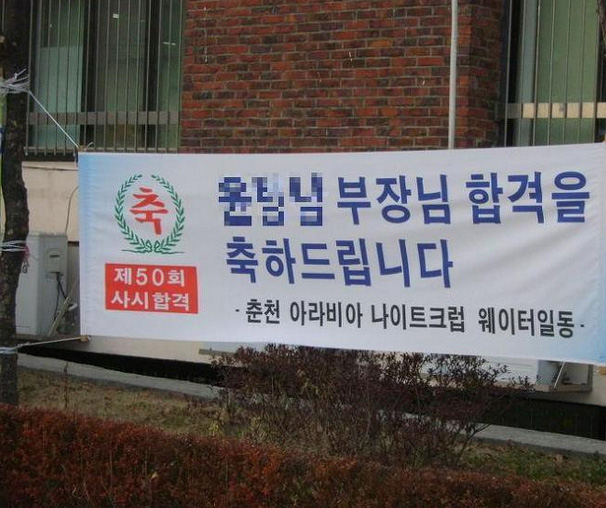 축
제50회
사시합격
부장님 합격을
축하드립니다
- 춘천 아라비아 나이트크럽 웨이터일동 -